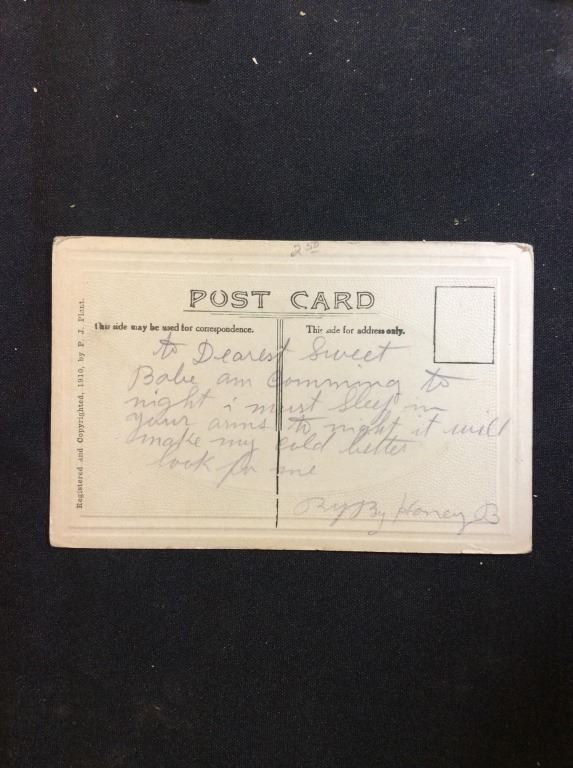 2.50
POST CARD
This side may be used for correspondence.
This side for address only.
to Dearest Sweet
Babe am Comming to
night i must Sleep in
your arms to night it will
make my cold better
look for me
By By Honey B
Registered and Copyrighted, 1910, by P. J. Plant.